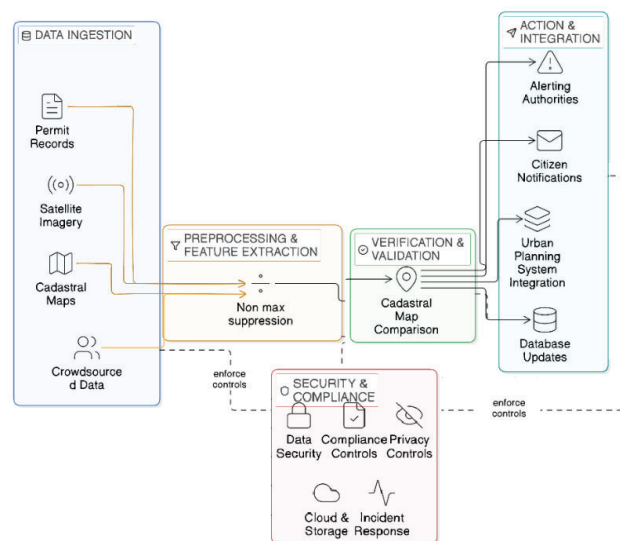 DATA INGESTION
Permit
Records
Satellite
Imagery
Cadastral
Maps
Crowdsource
d Data
PREPROCESSING &
FEATURE EXTRACTION
Non max
suppression
VERIFICATION &
VALIDATION
Cadastral
Map
Comparison
ACTION &
INTEGRATION
Alerting
Authorities
Citizen
Notifications
Urban
Planning
System
Integration
Database
Updates
enforce
controls
enforce
controls
SECURITY &
COMPLIANCE
Data
Security
Compliance
Controls
Privacy
Controls
Cloud &
Storage
Incident
Response